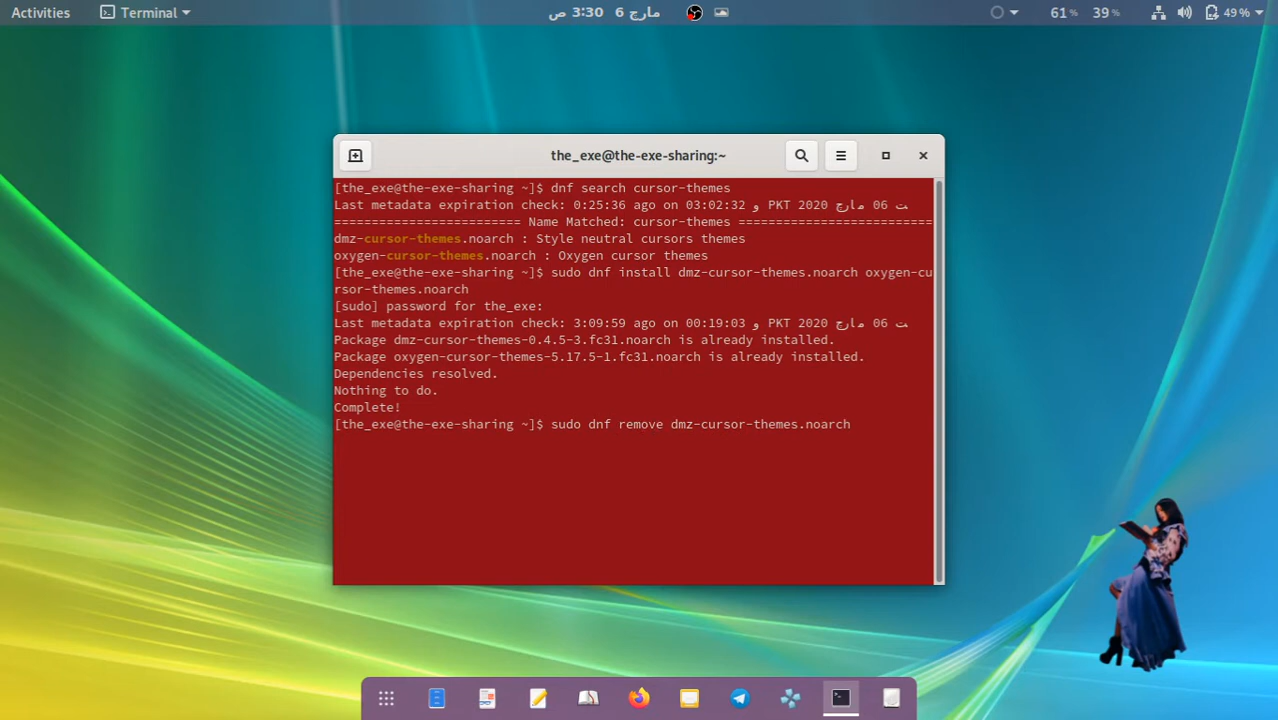 Activities
Terminal
مارچ 6 3:30 ص
61 %
39 %
49 %
the_exe@the-exe-sharing:~
[the_exe@the-exe-sharing ~]$ dnf search cursor-themes
Last metadata expiration check: 0:25:36 ago on 03:02:32 ت 06 مارچ 2020 PKT و
======================== Name Matched: cursor-themes ==========================
dmz-cursor-themes.noarch : Style neutral cursors themes
oxygen-cursor-themes.noarch : Oxygen cursor themes
[the_exe@the-exe-sharing ~]$ sudo dnf install dmz-cursor-themes.noarch oxygen-cu
rsor-themes.noarch
[sudo] password for the_exe:
Last metadata expiration check: 3:09:59 ago on 00:19:03 ت 06 مارچ 2020 PKT و
Package dmz-cursor-themes-0.4.5-3.fc31.noarch is already installed.
Package oxygen-cursor-themes-5.17.5-1.fc31.noarch is already installed.
Dependencies resolved.
Nothing to do.
Complete!
[the_exe@the-exe-sharing ~]$ sudo dnf remove dmz-cursor-themes.noarch